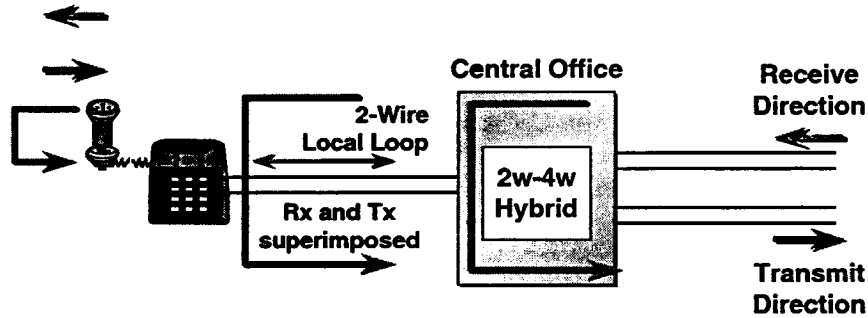 Central Office
Receive
Direction
2-Wire
Local Loop
2w-4w
Hybrid
Rx and Tx
superimposed
Transmit
Direction